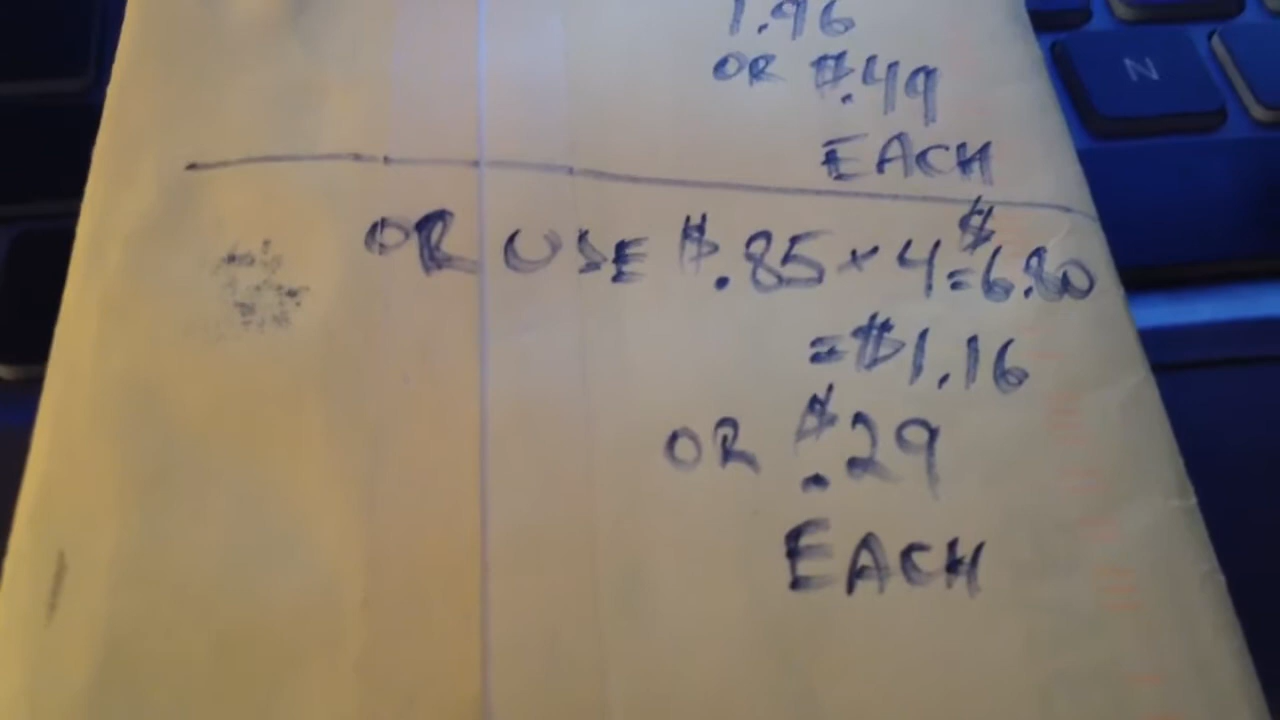 1.96
OR $.49
EACH
OR USE $.85 × 4 = $6.80
= $1.16
OR $.29
EACH
N